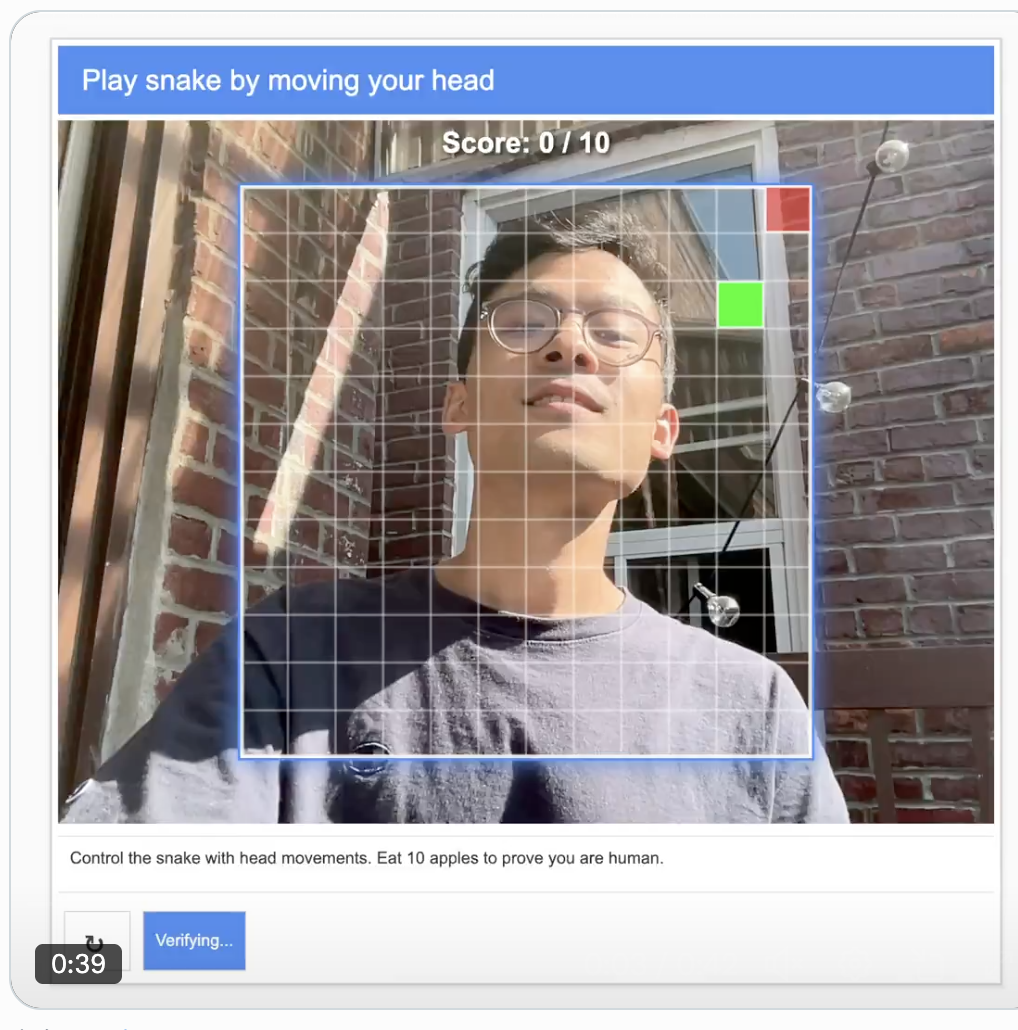 Play snake by moving your head
Score: 0 / 10
Control the snake with head movements. Eat 10 apples to prove you are human.
Verifying...
0:39